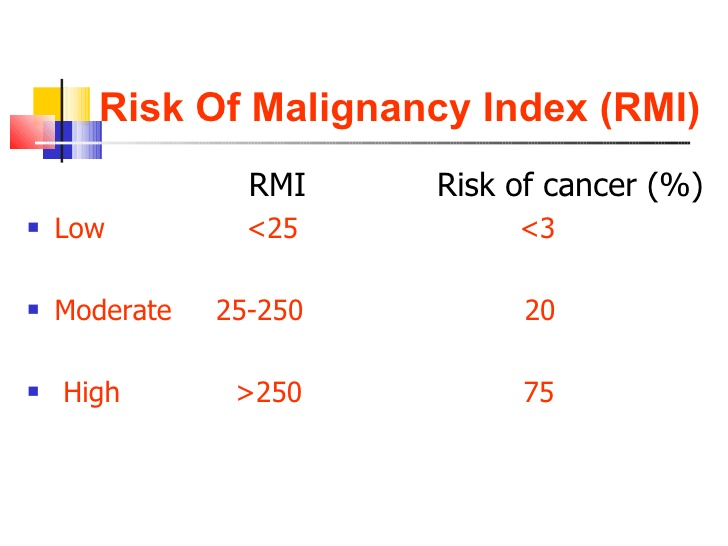 Risk Of Malignancy Index (RMI)
RMI Risk of cancer (%)
Low <25 <3
Moderate 25-250 20
High >250 75